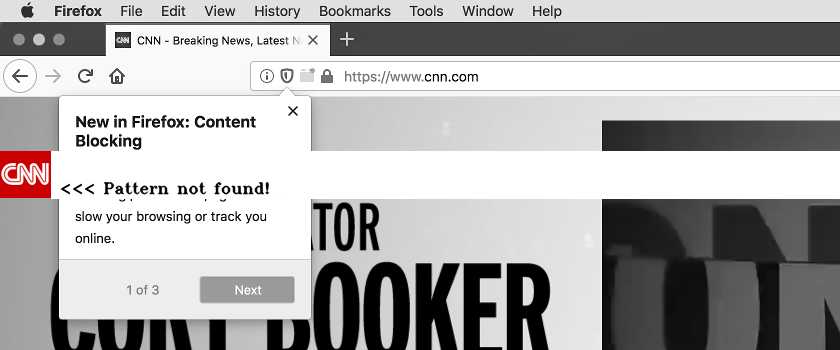 Firefox File Edit View History Bookmarks Tools Window Help
CNN CNN - Breaking News, Latest N
https://www.cnn.com
New in Firefox: Content
Blocking
CNN
<<< Pattern not found!
slow your browsing or track you
online.
1 of 3 Next
ATOR
CORY BOOKER